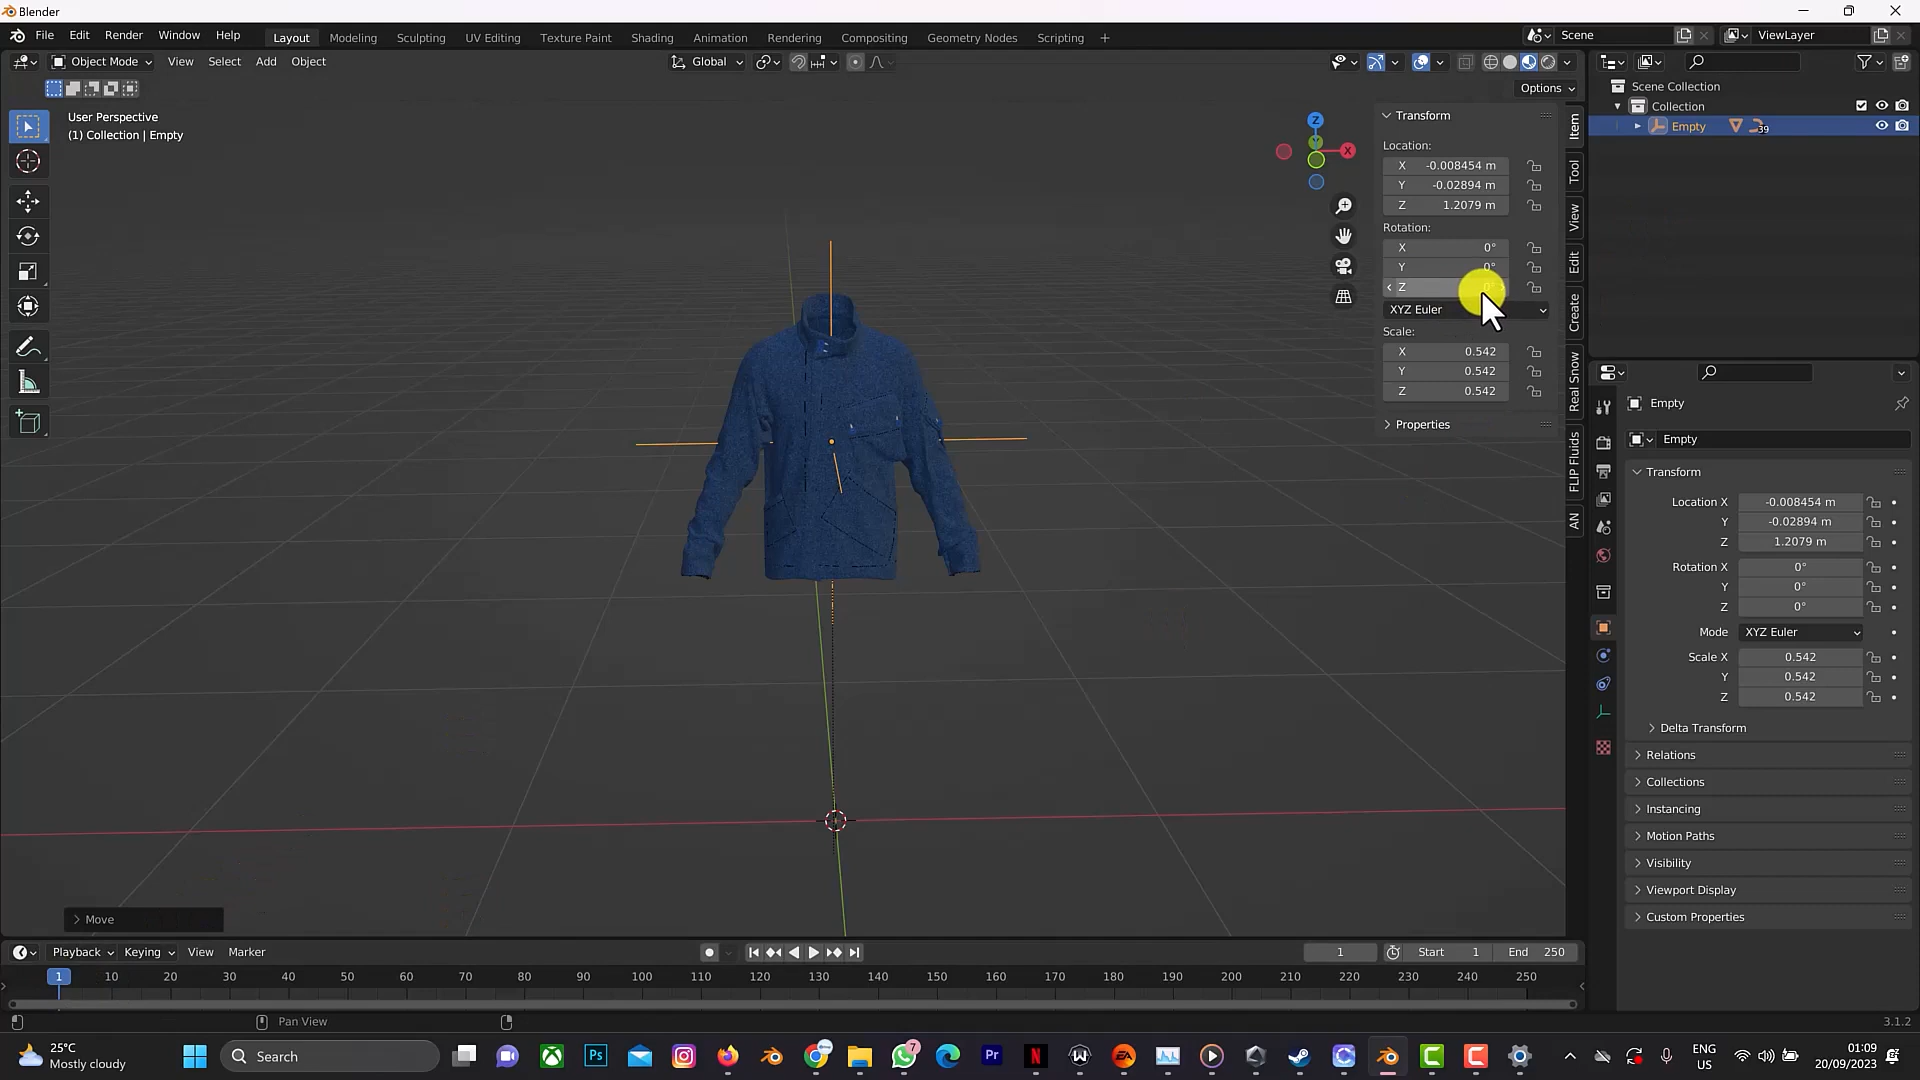 Blender
File Edit Render Window Help Layout Modeling Sculpting UV Editing Texture Paint Shading Animation Rendering Compositing Geometry Nodes Scripting + Scene ViewLayer
Object Mode View Select Add Object Global
Options
User Perspective
(1) Collection | Empty
Z
X
Transform
Location:
X -0.008454 m
Y -0.02894 m
Z 1.2079 m
Rotation:
X 0°
Y 0°
Z 0°
XYZ Euler
Scale:
X 0.542
Y 0.542
Z 0.542
Properties
Item
Tool
View
Edit
Create
Real Snow
FLIP Fluids
AN
Scene Collection
Collection
Empty 39
Empty
Empty
Transform
Location X -0.008454 m
Y -0.02894 m
Z 1.2079 m
Rotation X 0°
Y 0°
Z 0°
Mode XYZ Euler
Scale X 0.542
Y 0.542
Z 0.542
Delta Transform
Relations
Collections
Instancing
Motion Paths
Visibility
Viewport Display
Custom Properties
Move
Playback Keying View Marker 1 Start 1 End 250
1 10 20 30 40 50 60 70 80 90 100 110 120 130 140 150 160 170 180 190 200 210 220 230 240 250
Pan View 3.1.2
25°C
Mostly cloudy
Search
Ps
7
Pr
N
EA
ENG
US
01:09
20/09/2023